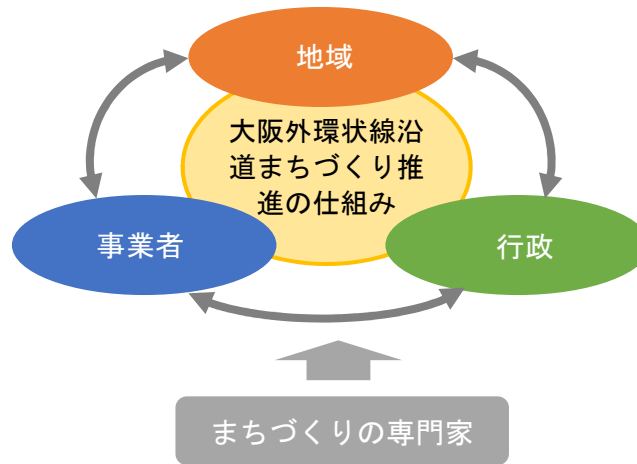 地域
大阪外環状線沿
道まちづくり推
進の仕組み
事業者
行政
まちづくりの専門家